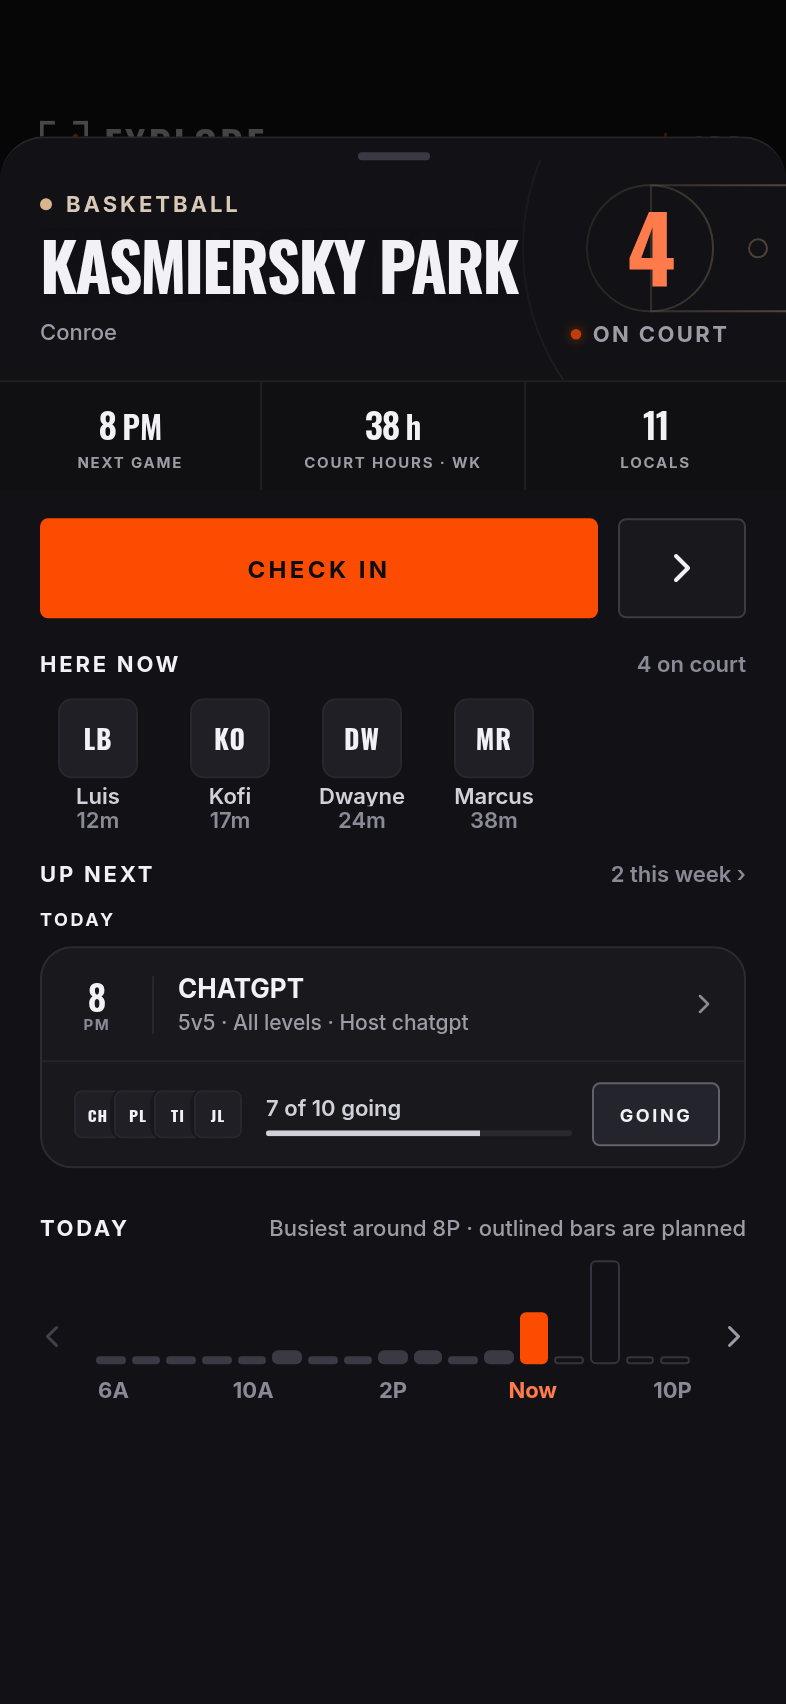 EXPLORE
BASKETBALL
KASMIERSKY PARK
Conroe
4
ON COURT
8 PM
NEXT GAME
38 h
COURT HOURS · WK
11
LOCALS
CHECK IN
HERE NOW
4 on court
LB KO DW MR
Luis Kofi Dwayne Marcus
12m 17m 24m 38m
UP NEXT
2 this week ›
TODAY
8
PM
CHATGPT
5v5 · All levels · Host chatgpt
CH PL TI JL
7 of 10 going
GOING
TODAY
Busiest around 8P · outlined bars are planned
6A 10A 2P Now 10P